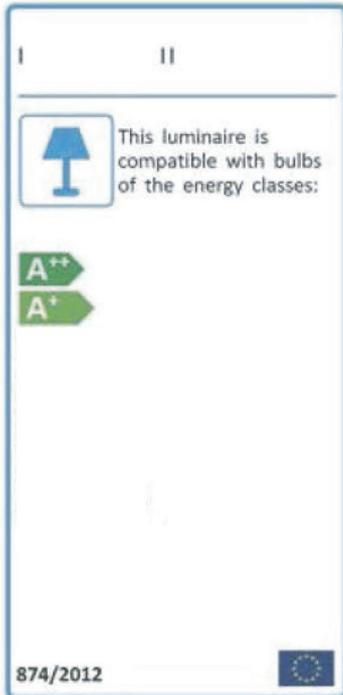 I II
This luminaire is
compatible with bulbs
of the energy classes:
A++
A+
874/2012